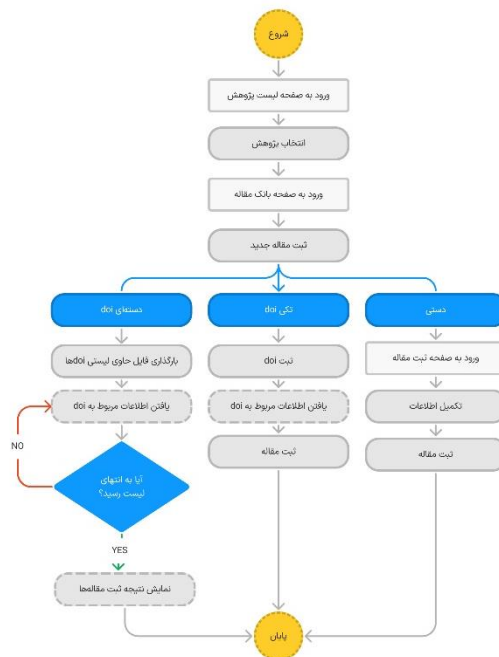 شروع
ورود به صفحه لیست پژوهش
انتخاب پژوهش
ورود به صفحه بانک مقاله
ثبت مقاله جدید
دستی
تکی doi
دسته‌ای doi
ورود به صفحه ثبت مقاله
ثبت doi
بارگذاری فایل حاوی لیستی doiها
تکمیل اطلاعات
یافتن اطلاعات مربوط به doi
یافتن اطلاعات مربوط به doi
ثبت مقاله
ثبت مقاله
NO
آیا به انتهای
لیست رسید؟
YES
نمایش نتیجه ثبت مقاله‌ها
پایان